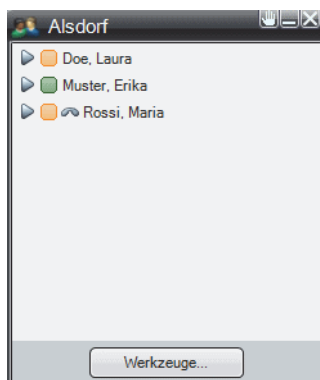 Alsdorf
Doe, Laura
Muster, Erika
Rossi, Maria
Werkzeuge...